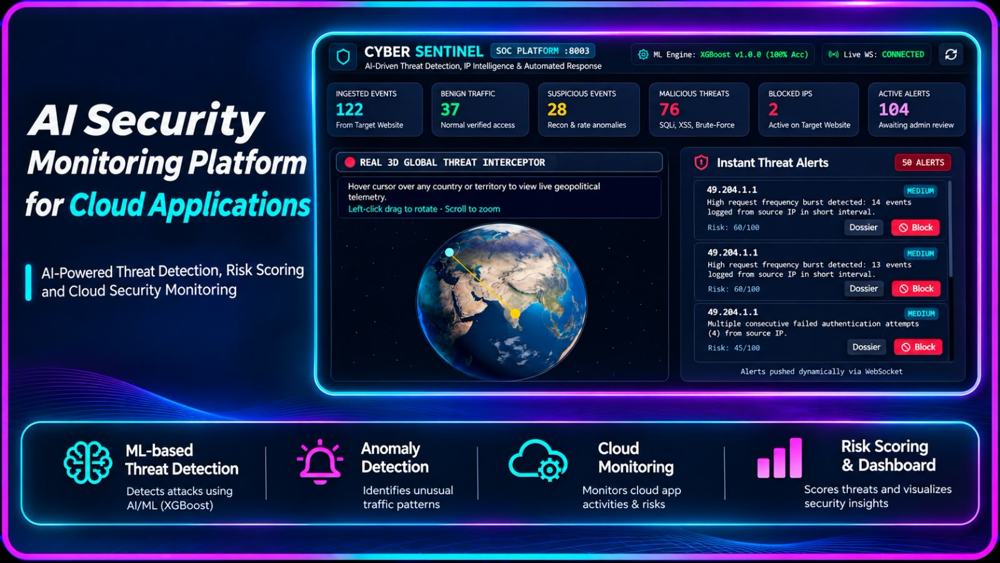 AI Security
Monitoring Platform
for Cloud Applications
AI-Powered Threat Detection, Risk Scoring
and Cloud Security Monitoring
CYBER SENTINEL
SOC PLATFORM :8003
AI-Driven Threat Detection, IP Intelligence & Automated Response
ML Engine: XGBoost v1.0.0 (100% Acc)
Live WS: CONNECTED
INGESTED EVENTS
122
From Target Website
BENIGN TRAFFIC
37
Normal verified access
SUSPICIOUS EVENTS
28
Recon & rate anomalies
MALICIOUS THREATS
76
SQLi, XSS, Brute-Force
BLOCKED IPS
2
Active on Target Website
ACTIVE ALERTS
104
Awaiting admin review
REAL 3D GLOBAL THREAT INTERCEPTOR
Hover cursor over any country or territory to view live geopolitical
telemetry.
Left-click drag to rotate · Scroll to zoom
Instant Threat Alerts
50 ALERTS
49.204.1.1
MEDIUM
High request frequency burst detected: 14 events
logged from source IP in short interval.
Risk: 60/100
Dossier
Block
49.204.1.1
MEDIUM
High request frequency burst detected: 13 events
logged from source IP in short interval.
Risk: 60/100
Dossier
Block
49.204.1.1
MEDIUM
Multiple consecutive failed authentication attempts
(4) from source IP.
Risk: 45/100
Dossier
Block
Alerts pushed dynamically via WebSocket
ML-based
Threat Detection
Detects attacks using
AI/ML (XGBoost)
Anomaly
Detection
Identifies unusual
traffic patterns
Cloud
Monitoring
Monitors cloud app
activities & risks
Risk Scoring
& Dashboard
Scores threats and visualizes
security insights